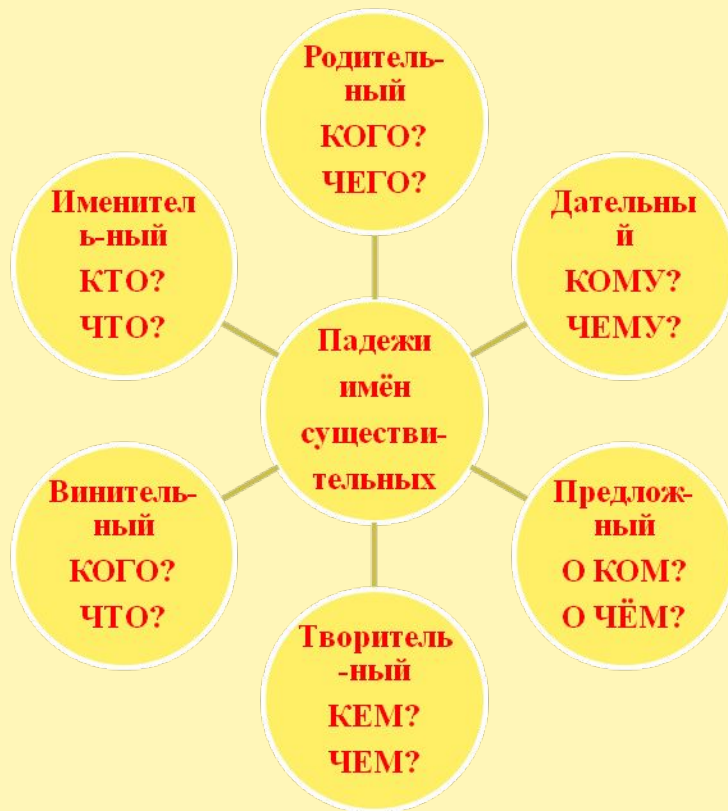 Родитель-
ный
КОГО?
ЧЕГО?
Именител
ь-ный
КТО?
ЧТО?
Дательны
й
КОМУ?
ЧЕМУ?
Падежи
имён
существи-
тельных
Винитель-
ный
КОГО?
ЧТО?
Предлож-
ный
О КОМ?
О ЧЁМ?
Творитель
-ный
КЕМ?
ЧЕМ?